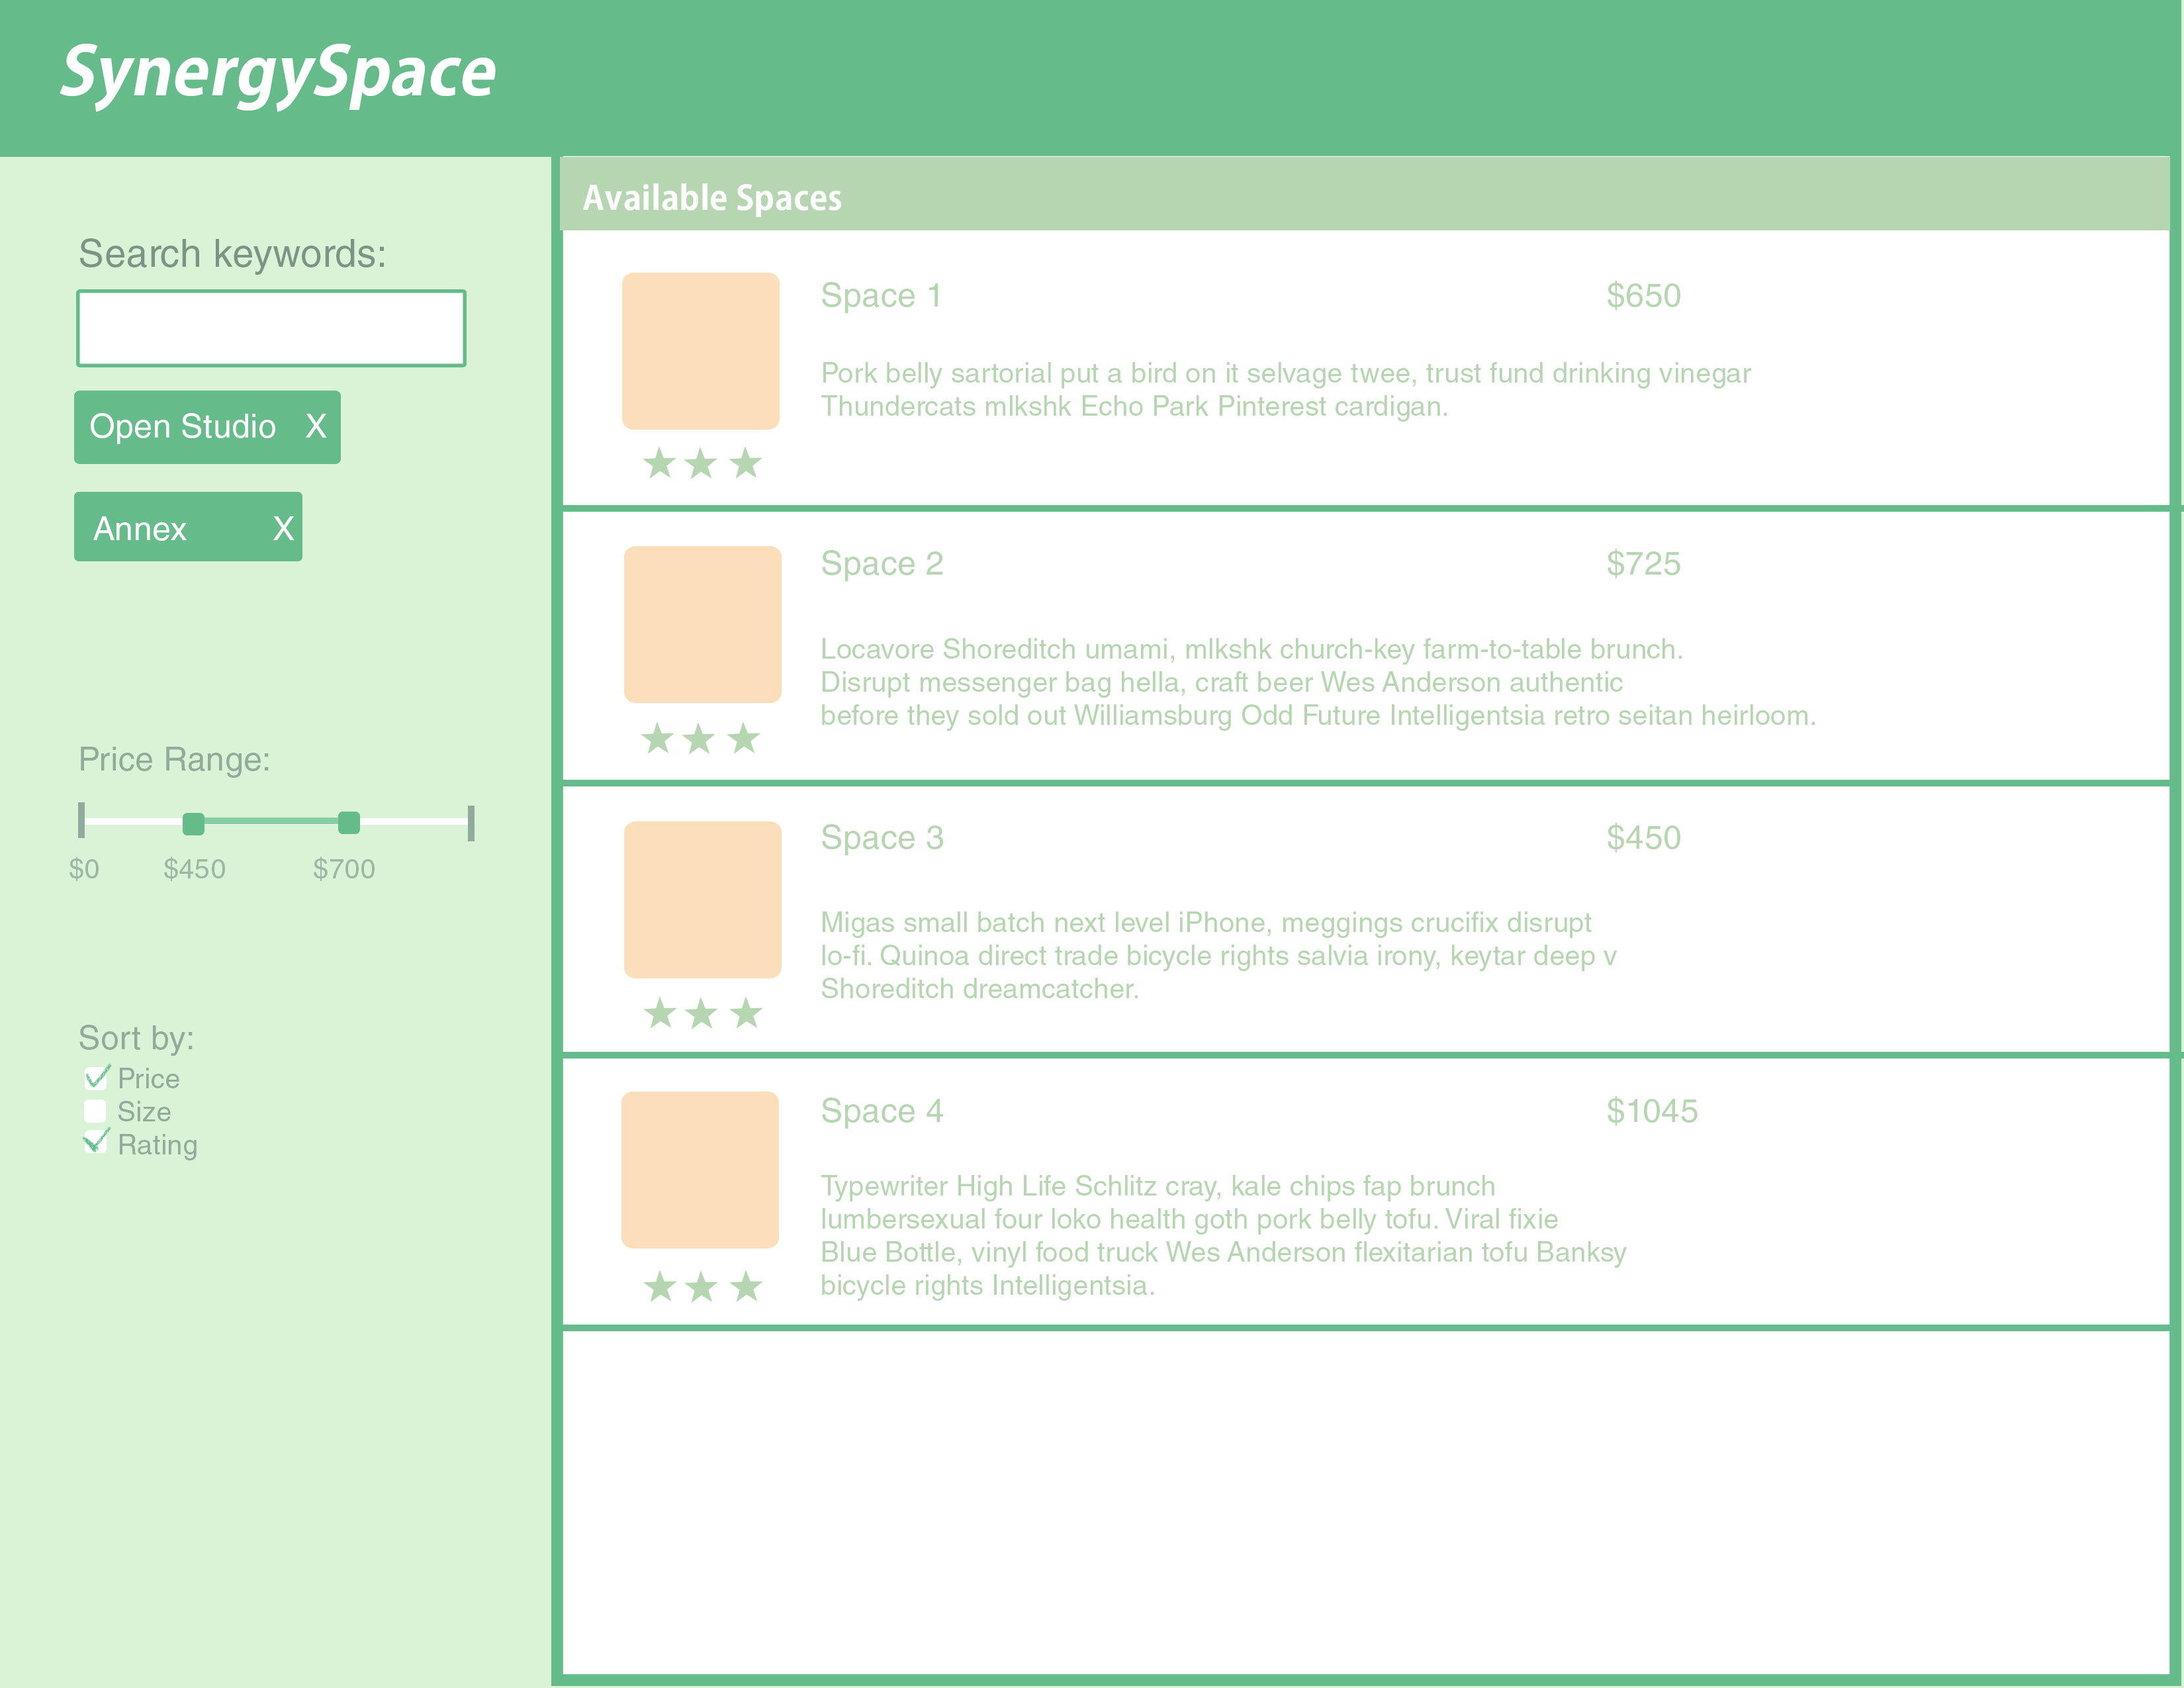 SynergySpace
Search keywords:
Open Studio X
Annex X
Price Range:
$0 $450 $700
Sort by:
Price
Size
Rating
Available Spaces
Space 1 $650
Pork belly sartorial put a bird on it selvage twee, trust fund drinking vinegar
Thundercats mlkshk Echo Park Pinterest cardigan.
Space 2 $725
Locavore Shoreditch umami, mlkshk church-key farm-to-table brunch.
Disrupt messenger bag hella, craft beer Wes Anderson authentic
before they sold out Williamsburg Odd Future Intelligentsia retro seitan heirloom.
Space 3 $450
Migas small batch next level iPhone, meggings crucifix disrupt
lo-fi. Quinoa direct trade bicycle rights salvia irony, keytar deep v
Shoreditch dreamcatcher.
Space 4 $1045
Typewriter High Life Schlitz cray, kale chips fap brunch
lumbersexual four loko health goth pork belly tofu. Viral fixie
Blue Bottle, vinyl food truck Wes Anderson flexitarian tofu Banksy
bicycle rights Intelligentsia.